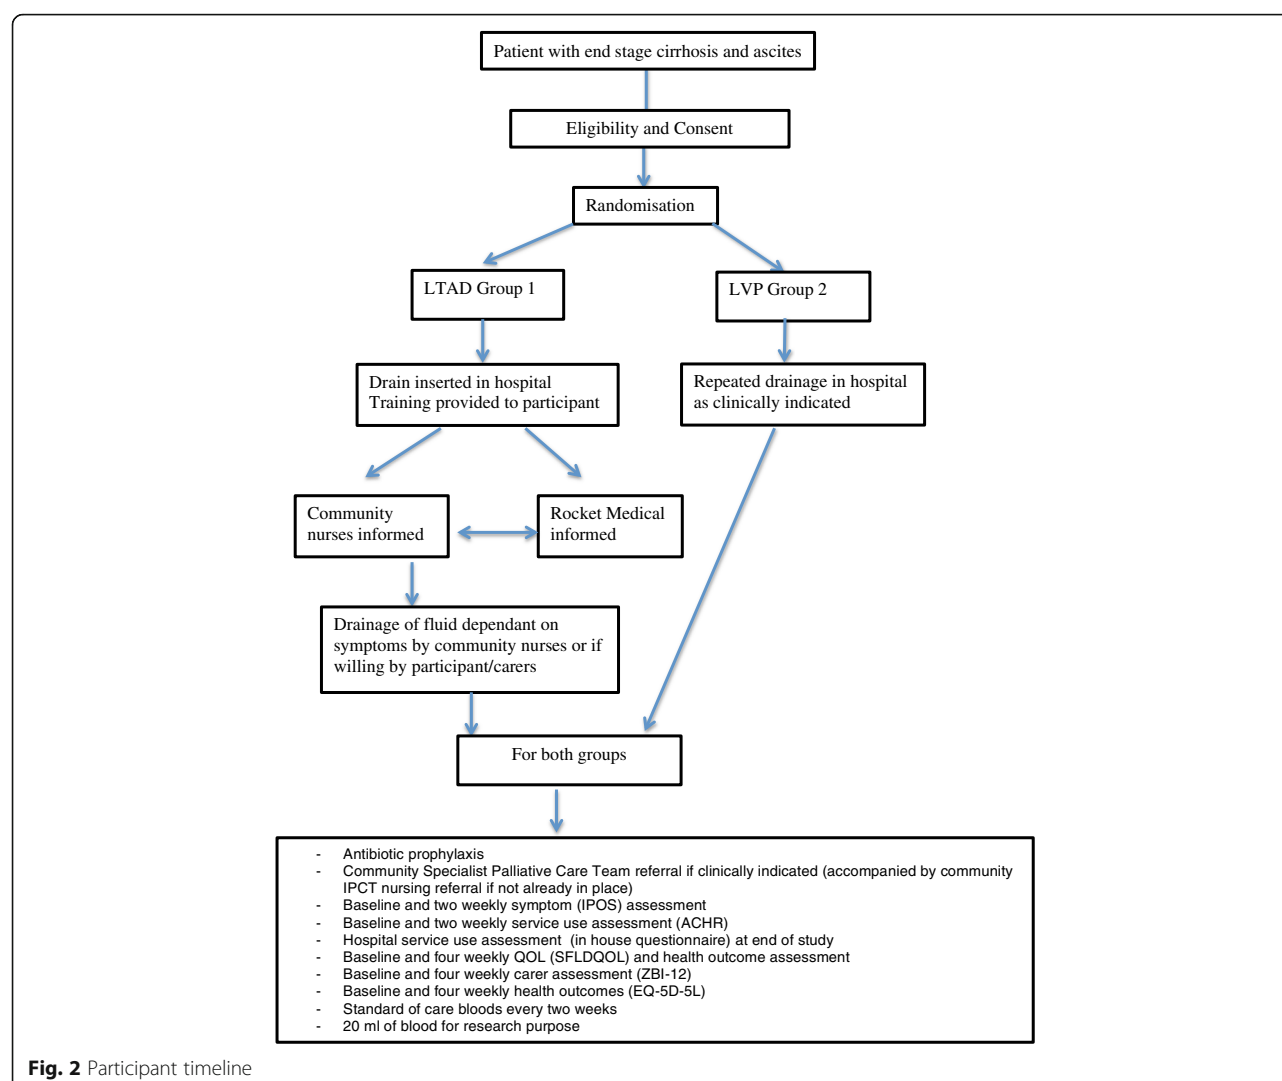 Patient with end stage cirrhosis and ascites
Eligibility and Consent
Randomisation
LTAD Group 1
LVP Group 2
Drain inserted in hospital
Training provided to participant
Repeated drainage in hospital
as clinically indicated
Community
nurses informed
Rocket Medical
informed
Drainage of fluid dependant on
symptoms by community nurses or if
willing by participant/carers
For both groups
- Antibiotic prophylaxis
- Community Specialist Palliative Care Team referral if clinically indicated (accompanied by community
IPCT nursing referral if not already in place)
- Baseline and two weekly symptom (IPOS) assessment
- Baseline and two weekly service use assessment (ACHR)
- Hospital service use assessment (in house questionnaire) at end of study
- Baseline and four weekly QOL (SFLDQOL) and health outcome assessment
- Baseline and four weekly carer assessment (ZBI-12)
- Baseline and four weekly health outcomes (EQ-5D-5L)
- Standard of care bloods every two weeks
- 20 ml of blood for research purpose
Fig. 2 Participant timeline